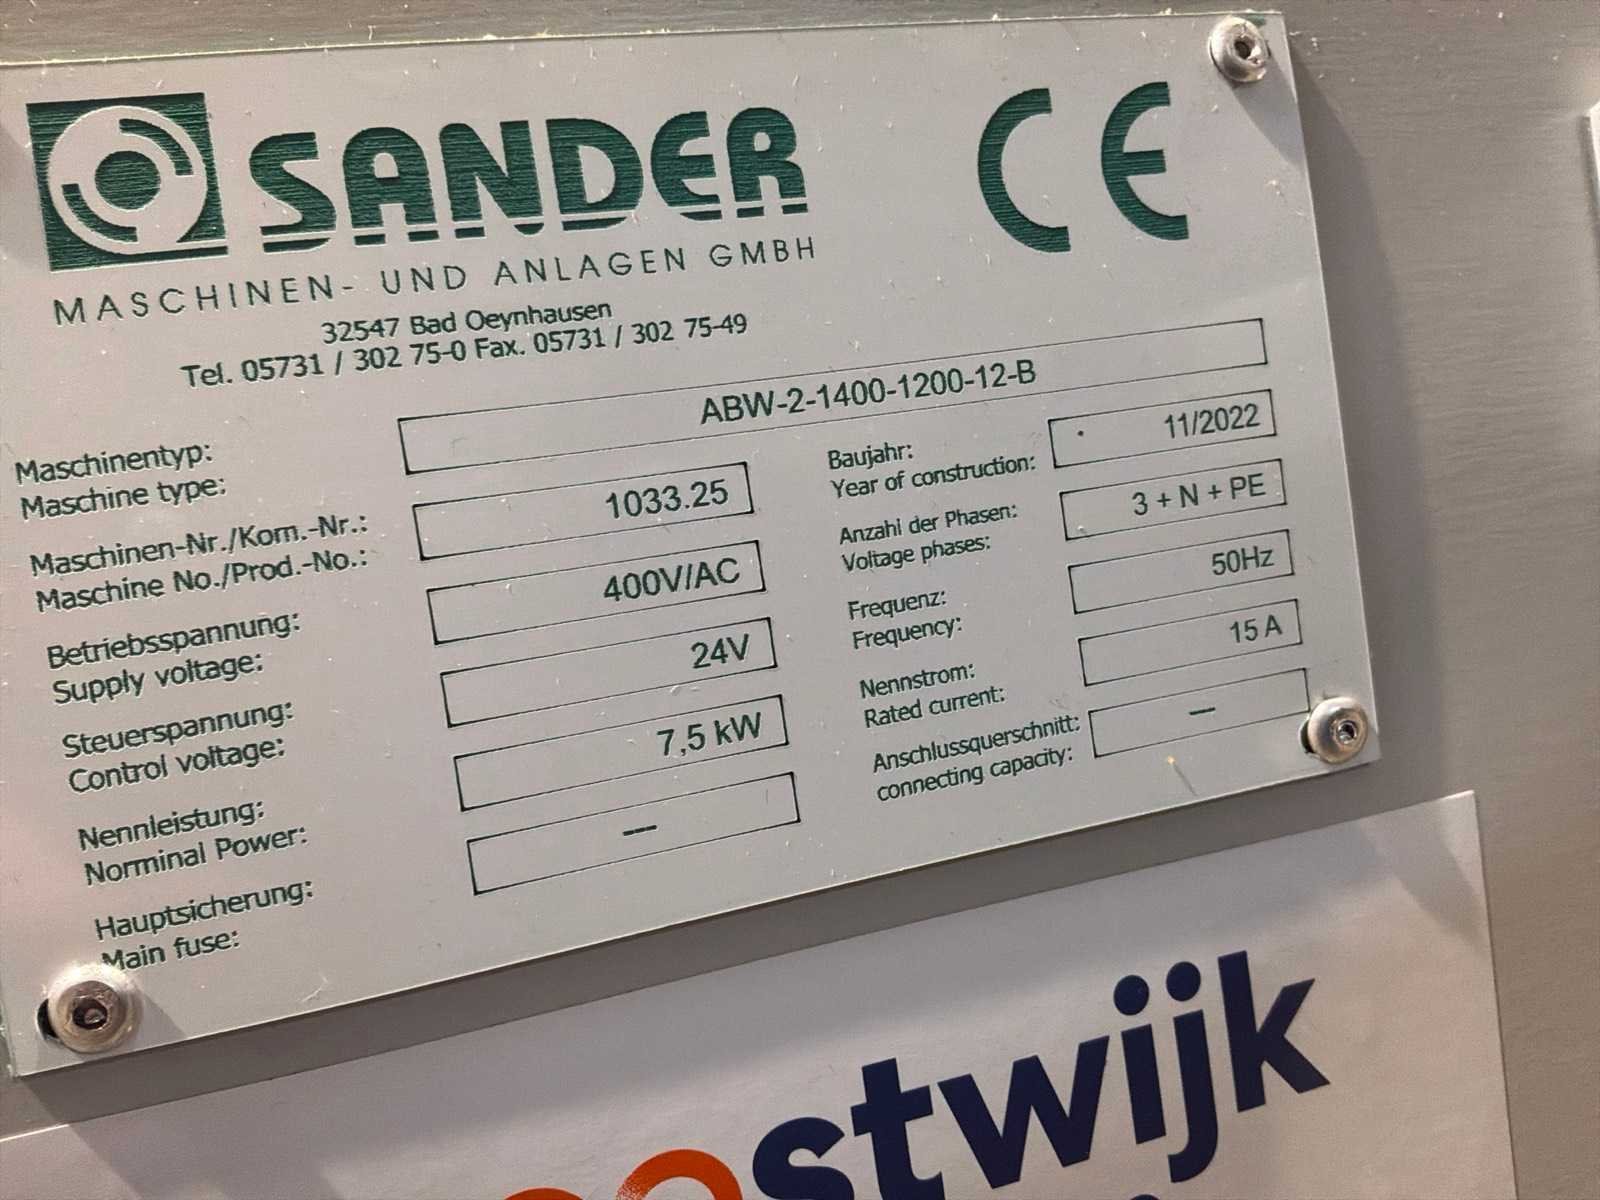 SANDER
CE
MASCHINEN- UND ANLAGEN GMBH
32547 Bad Oeynhausen
Tel. 05731 / 302 75-0 Fax. 05731 / 302 75-49
Maschinentyp:
Maschine type:
ABW-2-1400-1200-12-B
Maschinen-Nr./Kom.-Nr.:
Maschine No./Prod.-No.:
1033.25
Baujahr:
Year of construction:
11/2022
Betriebsspannung:
Supply voltage:
400V/AC
Anzahl der Phasen:
Voltage phases:
3 + N + PE
Steuerspannung:
Control voltage:
24V
Frequenz:
Frequency:
50Hz
Nennleistung:
Norminal Power:
7,5 kW
Nennstrom:
Rated current:
15 A
Hauptsicherung:
Main fuse:
---
Anschlussquerschnitt:
connecting capacity:
—
oostwijk